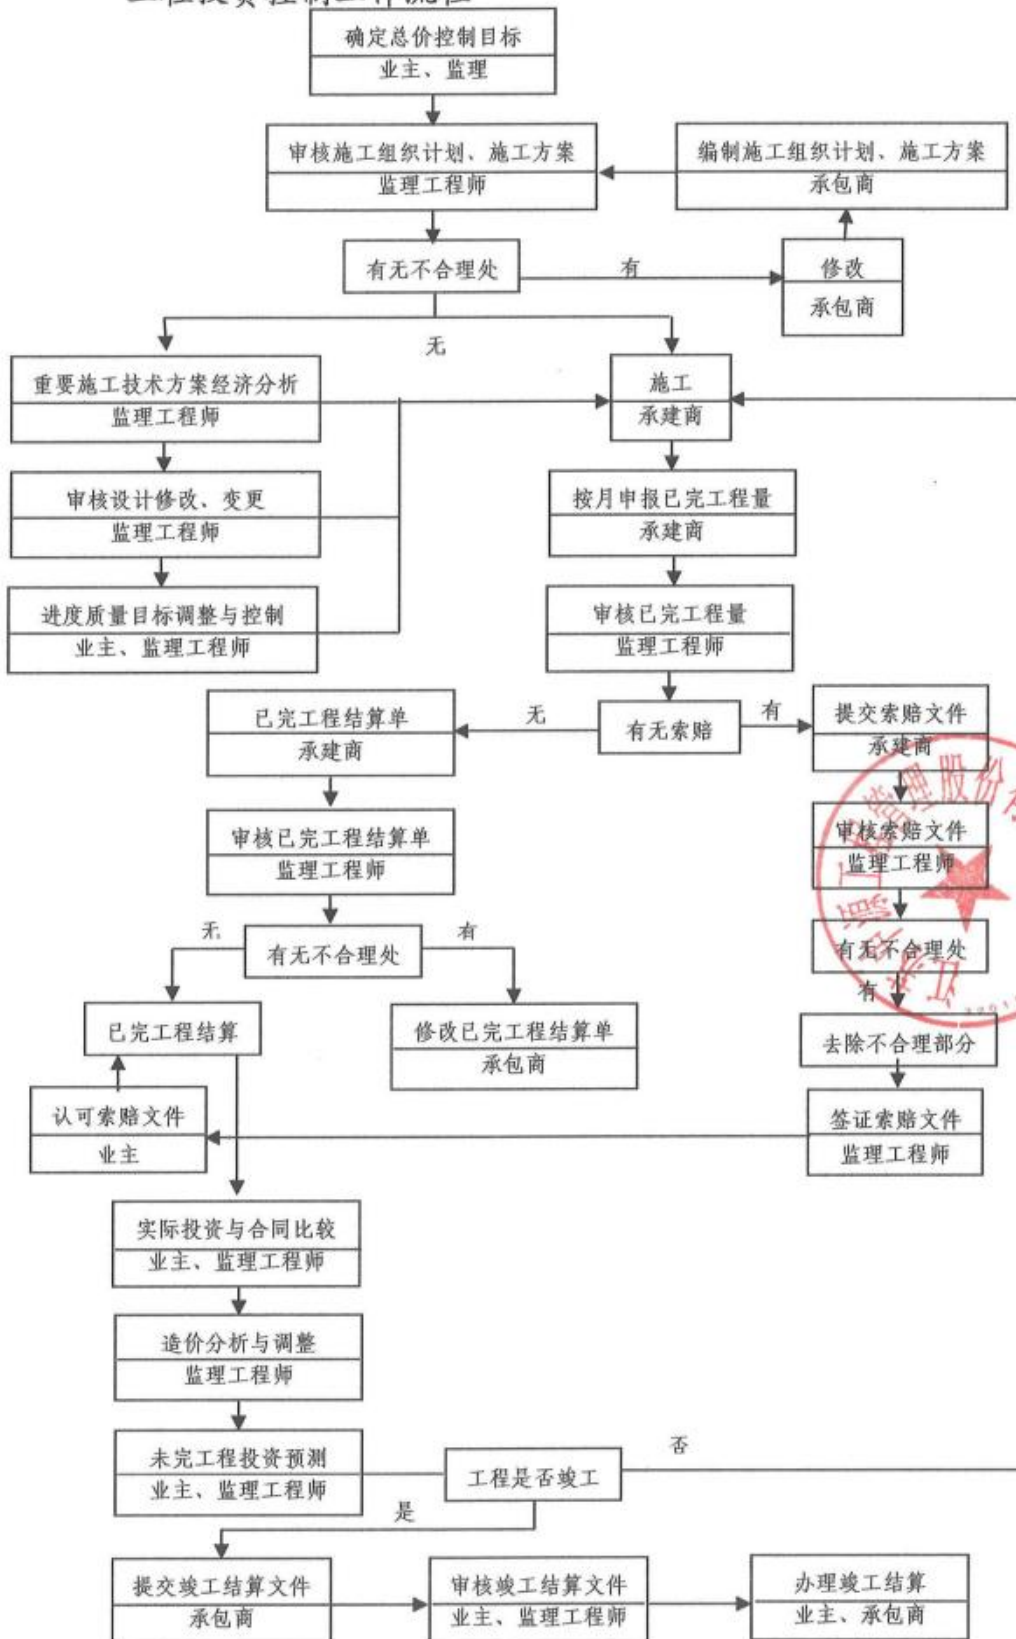 工程投资控制工作流程
确定总价控制目标
业主、监理
审核施工组织计划、施工方案
监理工程师
编制施工组织计划、施工方案
承包商
有无不合理处
有
修改
承包商
无
重要施工技术方案经济分析
监理工程师
施工
承建商
审核设计修改、变更
监理工程师
按月申报已完工程量
承建商
进度质量目标调整与控制
业主、监理工程师
审核已完工程量
监理工程师
已完工程结算单
承建商
无
有无索赔
有
提交索赔文件
承建商
审核已完工程结算单
监理工程师
审核索赔文件
监理工程师
无
有无不合理处
有
有无不合理处
有
已完工程结算
修改已完工程结算单
承包商
去除不合理部分
认可索赔文件
业主
签证索赔文件
监理工程师
实际投资与合同比较
业主、监理工程师
造价分析与调整
监理工程师
未完工程投资预测
业主、监理工程师
工程是否竣工
否
是
提交竣工结算文件
承包商
审核竣工结算文件
业主、监理工程师
办理竣工结算
业主、承包商